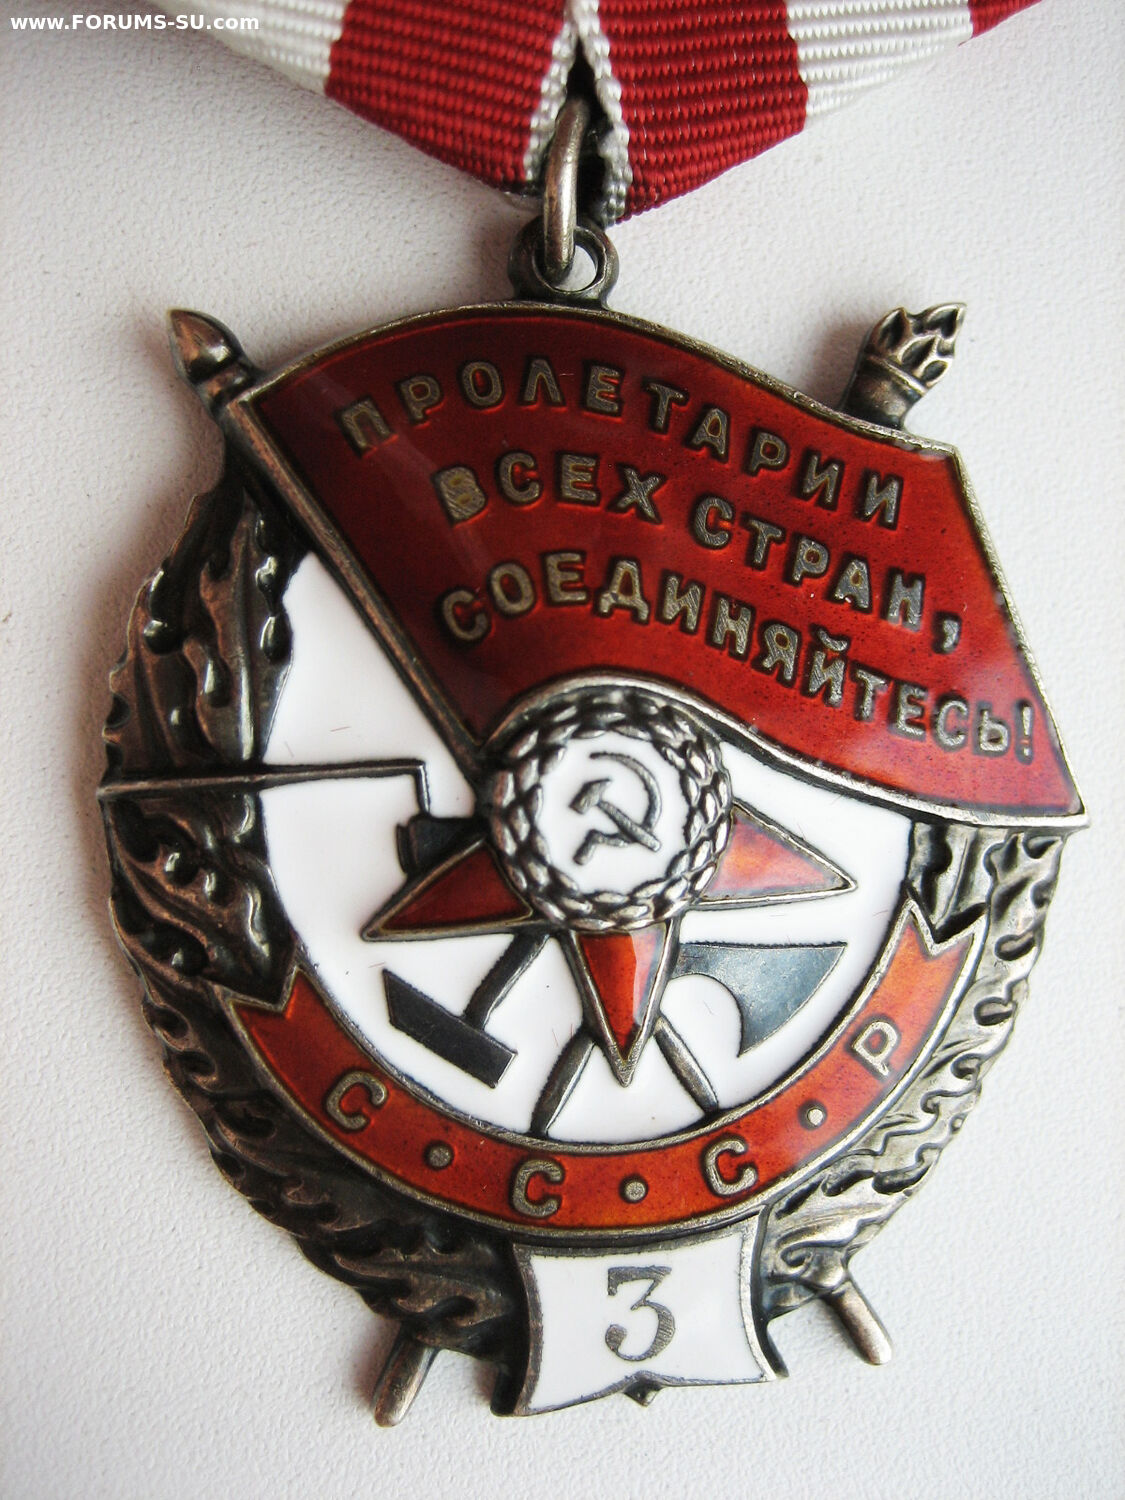 www.FORUMS-SU.com
ПРОЛЕТАРИИ
ВСЕХ СТРАН,
СОЕДИНЯЙТЕСЬ!
С•С•С•Р
3